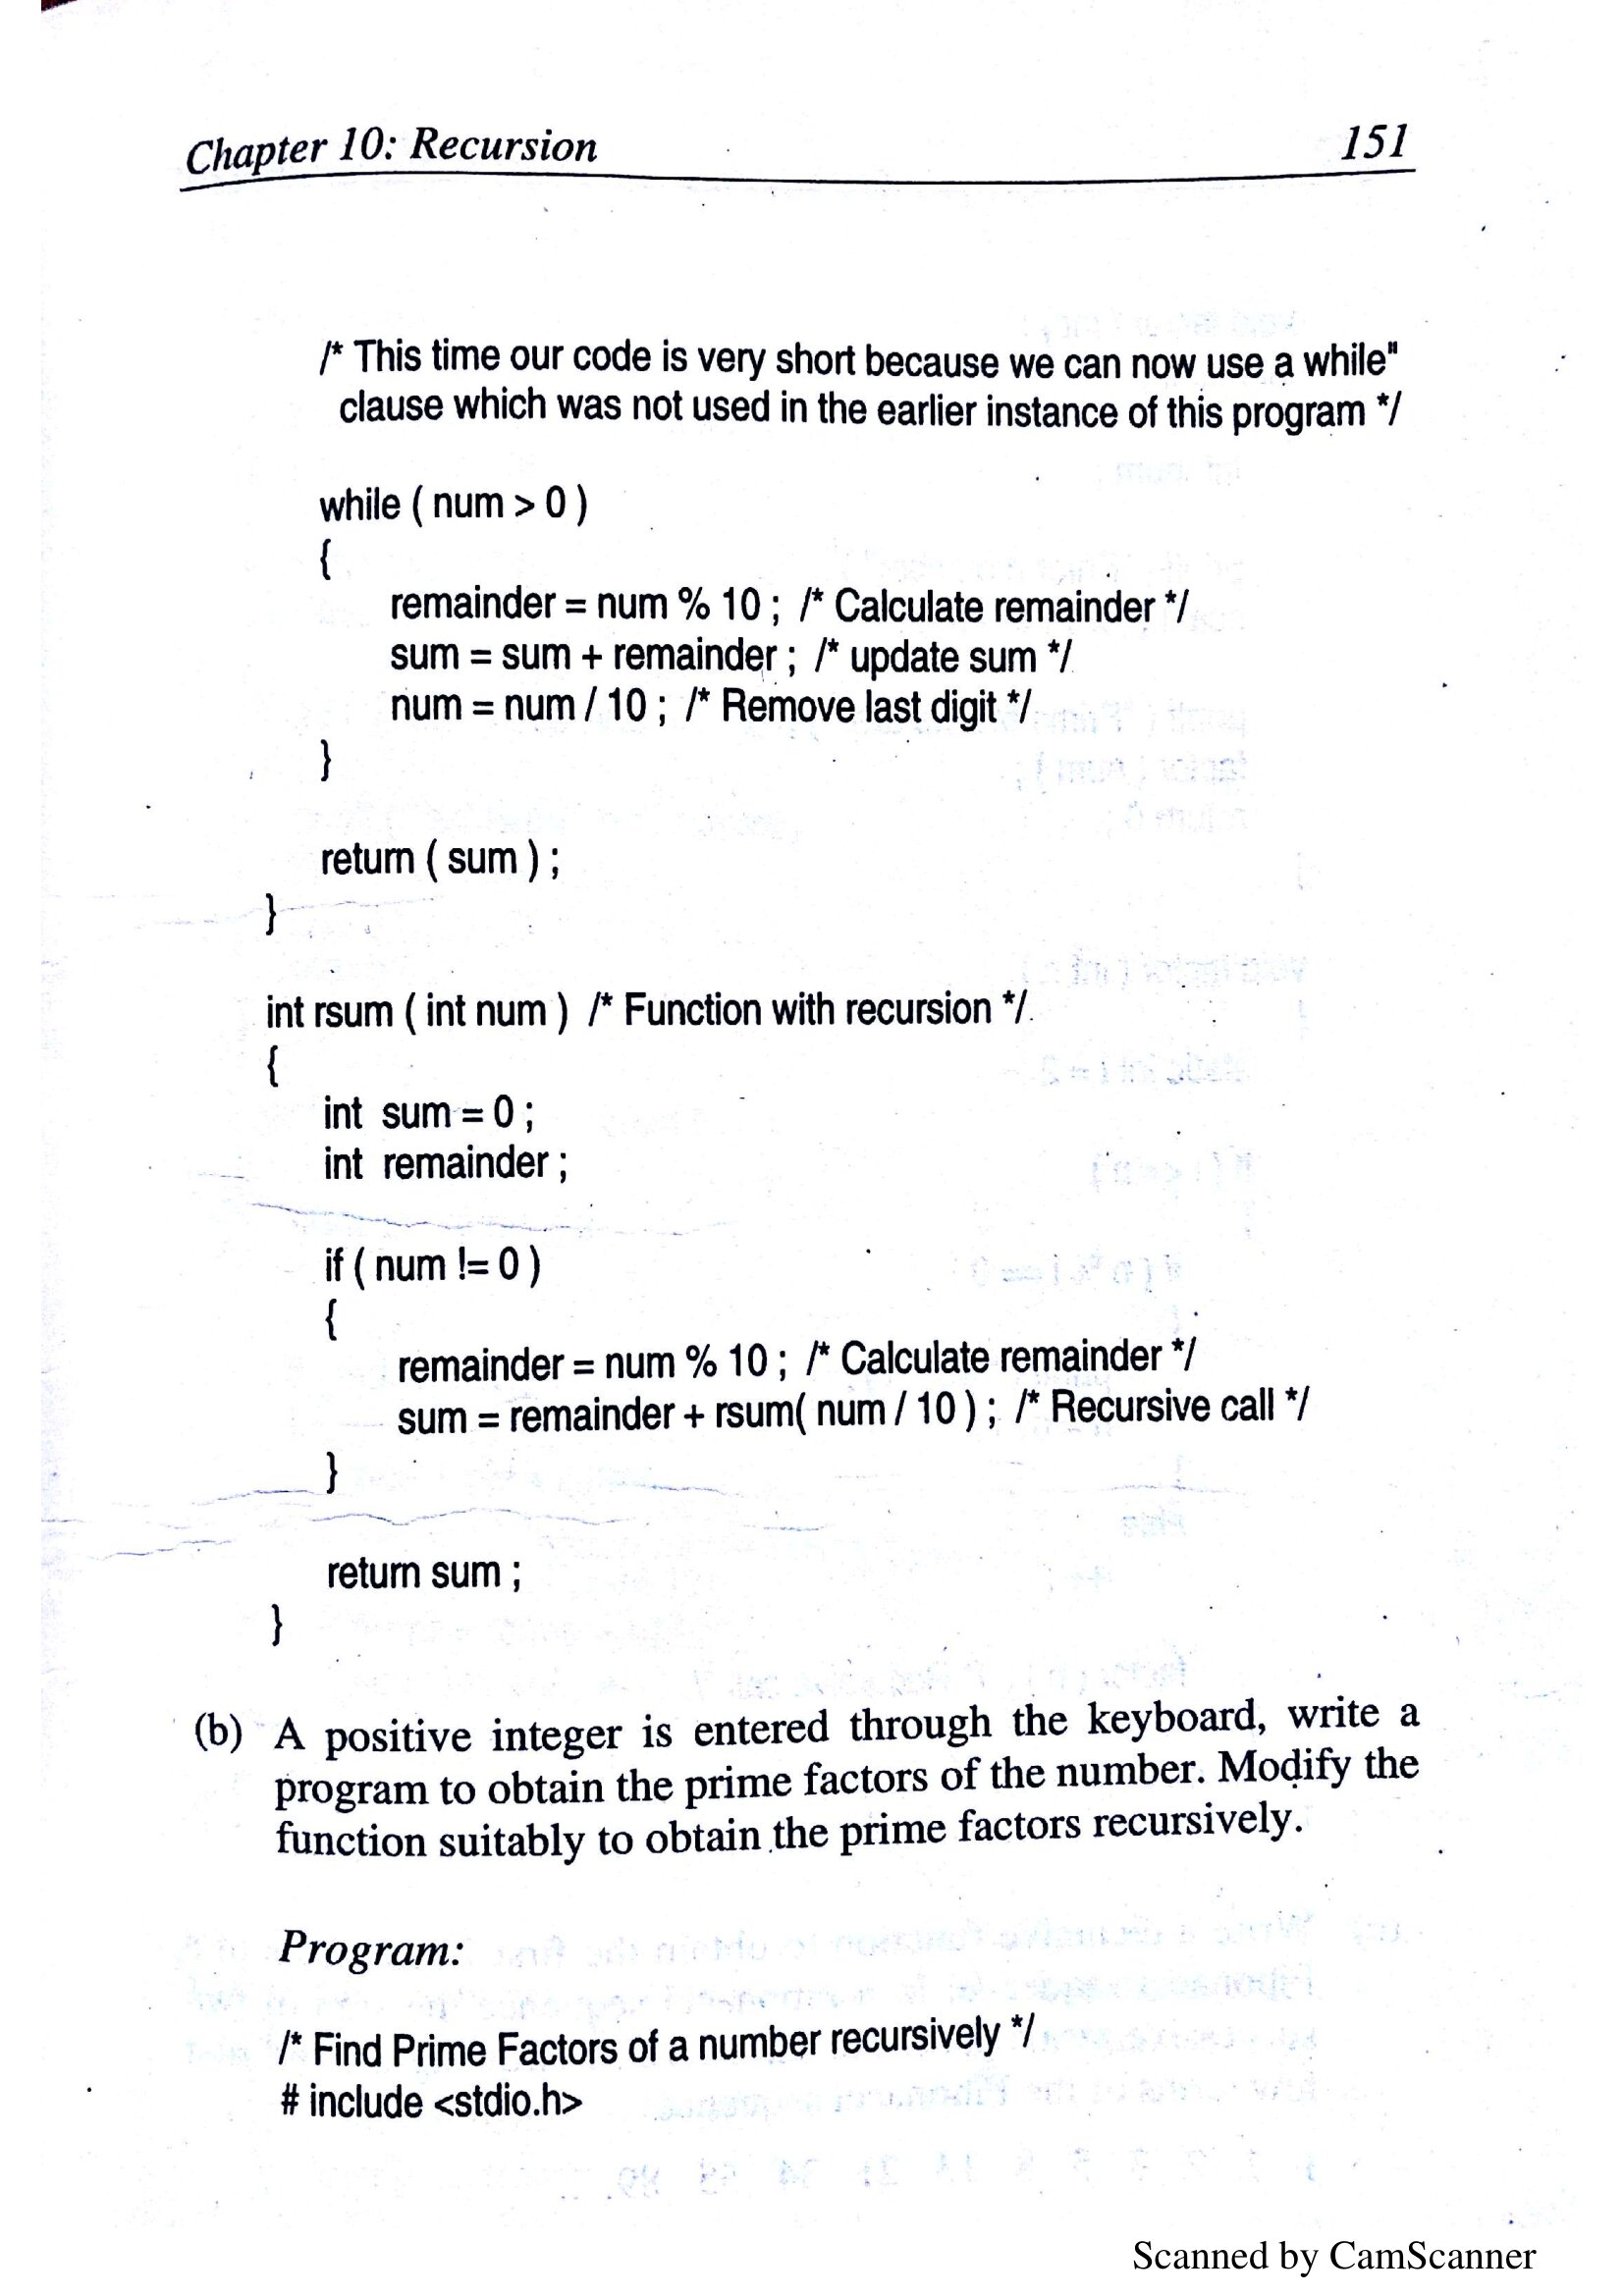 Chapter 10: Recursion 151
/* This time our code is very short because we can now use a while"
clause which was not used in the earlier instance of this program */
while ( num > 0 )
{
remainder = num % 10 ; /* Calculate remainder */
sum = sum + remainder ; /* update sum */
num = num / 10 ; /* Remove last digit */
}
return ( sum ) ;
}
int rsum ( int num ) /* Function with recursion */
{
int sum = 0 ;
int remainder ;
if ( num != 0 )
{
remainder = num % 10 ; /* Calculate remainder */
sum = remainder + rsum( num / 10 ) ; /* Recursive call */
}
return sum ;
}
(b) A positive integer is entered through the keyboard, write a
program to obtain the prime factors of the number. Modify the
function suitably to obtain the prime factors recursively.
Program:
/* Find Prime Factors of a number recursively */
# include <stdio.h>
Scanned by CamScanner